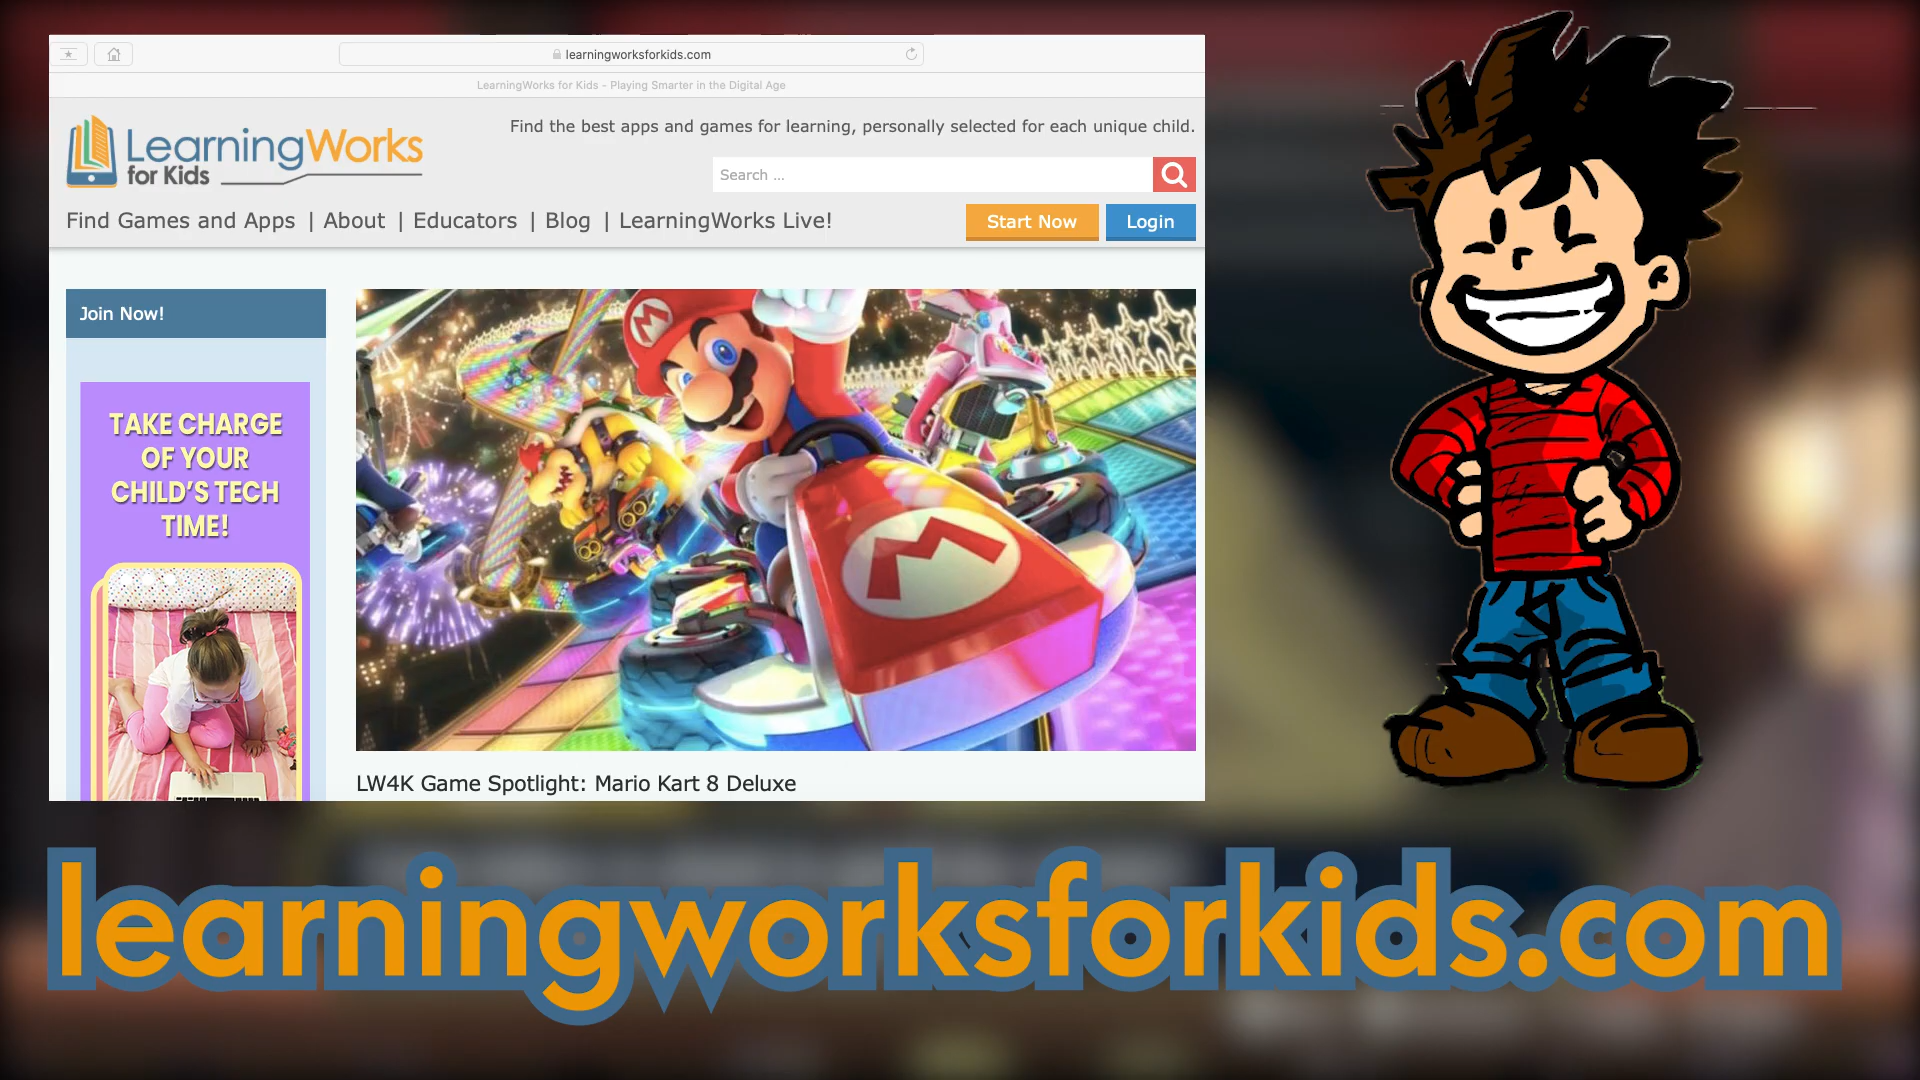 learningworksforkids.com
LearningWorks for Kids - Playing Smarter in the Digital Age
LearningWorks
for Kids
Find the best apps and games for learning, personally selected for each unique child.
Search ...
Find Games and Apps | About | Educators | Blog | LearningWorks Live!
Start Now
Login
Join Now!
TAKE CHARGE
OF YOUR
CHILD'S TECH
TIME!
M
M
LW4K Game Spotlight: Mario Kart 8 Deluxe
learningworksforkids.com